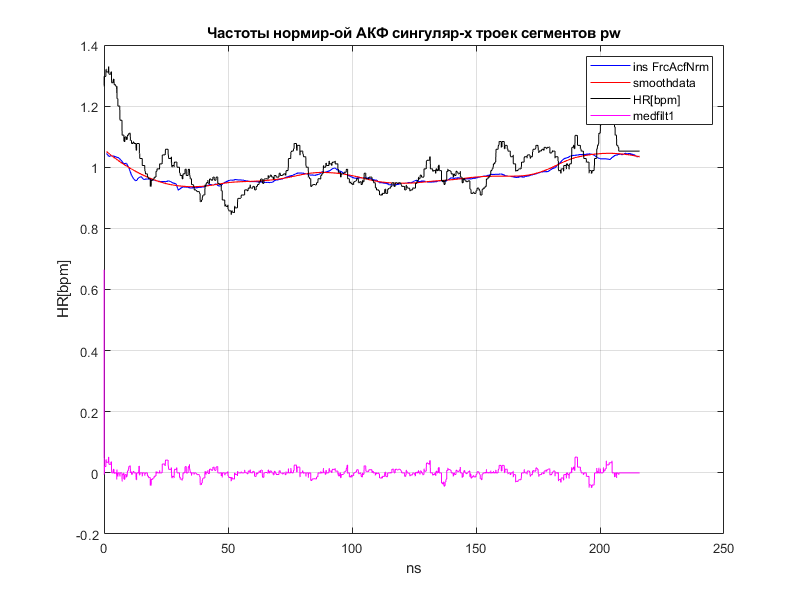 Частоты нормир-ой АКФ сингуляр-х троек сегментов pw
1.4
1.2
1
0.8
0.6
0.4
0.2
0
-0.2
HR[bpm]
ins FrcAcfNrm
smoothdata
HR[bpm]
medfilt1
0
50
100
150
200
250
ns